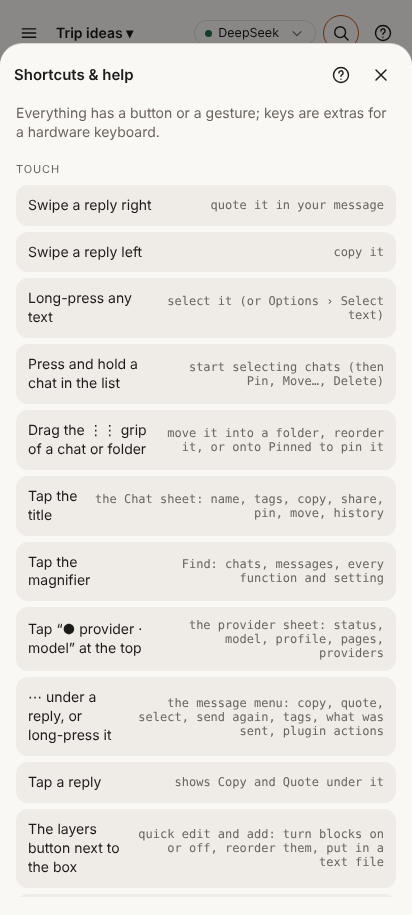 Trip ideas ▾
DeepSeek
Shortcuts & help
Everything has a button or a gesture; keys are extras for
a hardware keyboard.
TOUCH
Swipe a reply right
quote it in your message
Swipe a reply left
copy it
Long-press any
text
select it (or Options › Select
text)
Press and hold a
chat in the list
start selecting chats (then
Pin, Move…, Delete)
Drag the ⋮⋮ grip
of a chat or folder
move it into a folder, reorder
it, or onto Pinned to pin it
Tap the
title
the Chat sheet: name, tags, copy, share,
pin, move, history
Tap the
magnifier
Find: chats, messages, every
function and setting
Tap “● provider ·
model” at the top
the provider sheet: status,
model, profile, pages,
providers
⋯ under a
reply, or
long-press it
the message menu: copy, quote,
select, send again, tags, what was
sent, plugin actions
Tap a reply
shows Copy and Quote under it
The layers
button next to
the box
quick edit and add: turn blocks on
or off, reorder them, put in a
text file